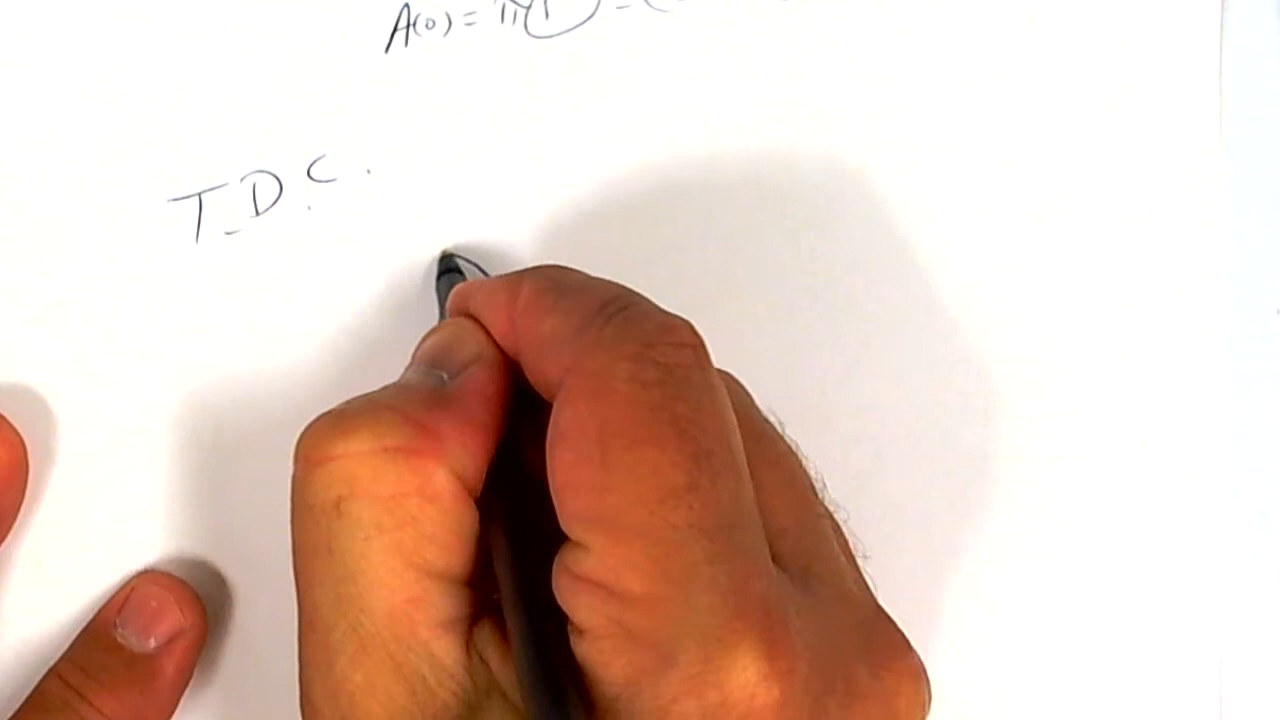 A(0) = π
T.D.C.